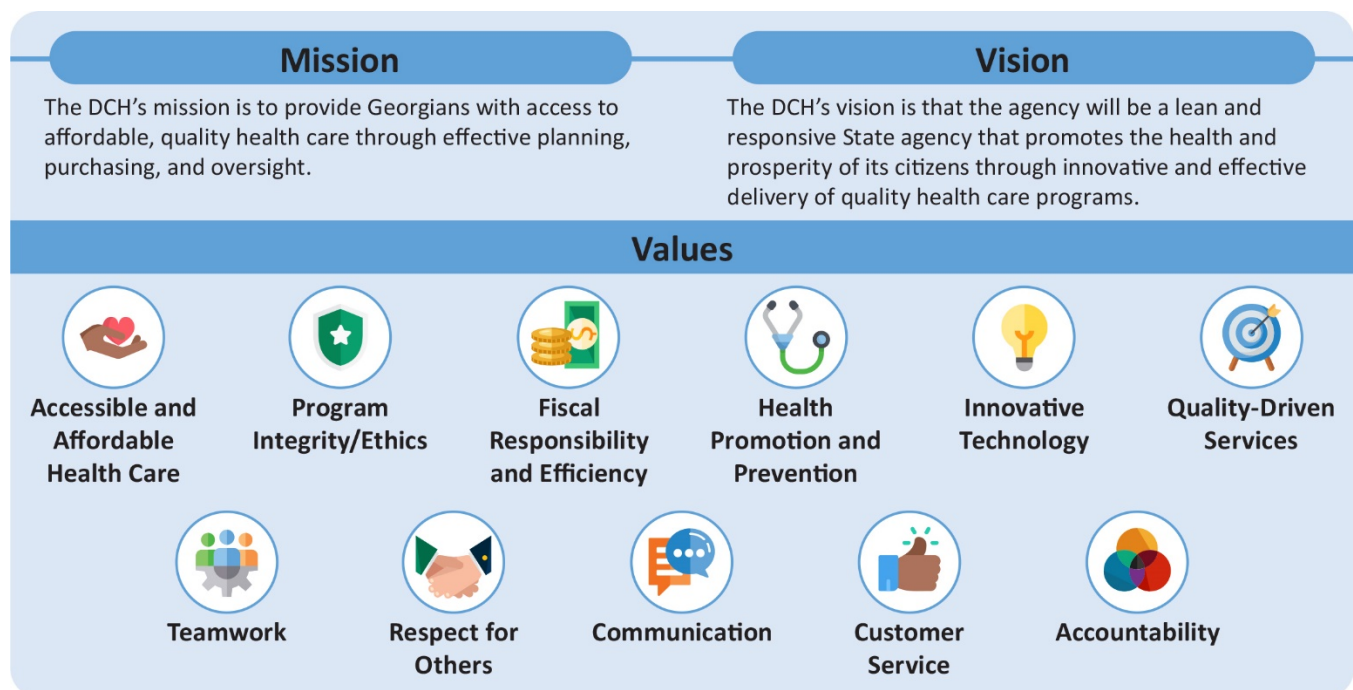 Mission
The DCH’s mission is to provide Georgians with access to
affordable, quality health care through effective planning,
purchasing, and oversight.
Vision
The DCH’s vision is that the agency will be a lean and
responsive State agency that promotes the health and
prosperity of its citizens through innovative and effective
delivery of quality health care programs.
Values
Accessible and
Affordable
Health Care
Program
Integrity/Ethics
Fiscal
Responsibility
and Efficiency
Health
Promotion and
Prevention
Innovative
Technology
Quality-Driven
Services
Teamwork
Respect for
Others
Communication
Customer
Service
Accountability